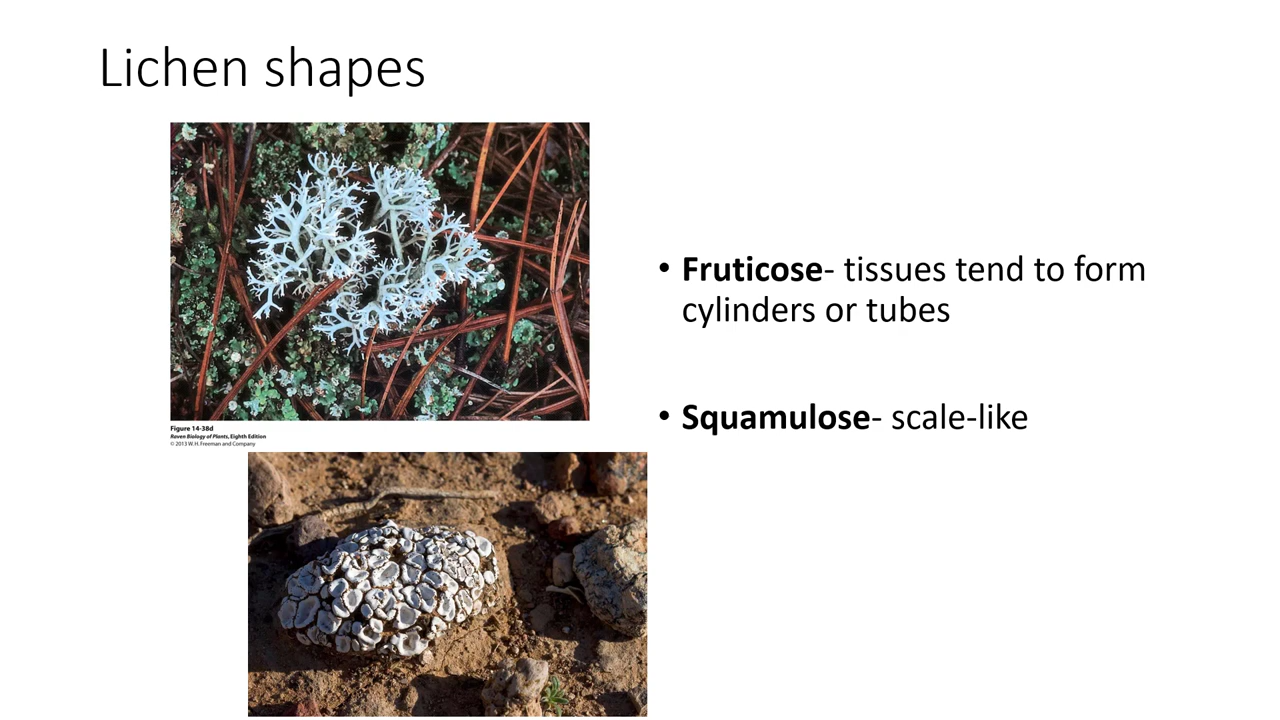 Lichen shapes
Figure 14-38d
Raven Biology of Plants, Eighth Edition
© 2013 W. H. Freeman and Company
• Fruticose- tissues tend to form
cylinders or tubes
• Squamulose- scale-like